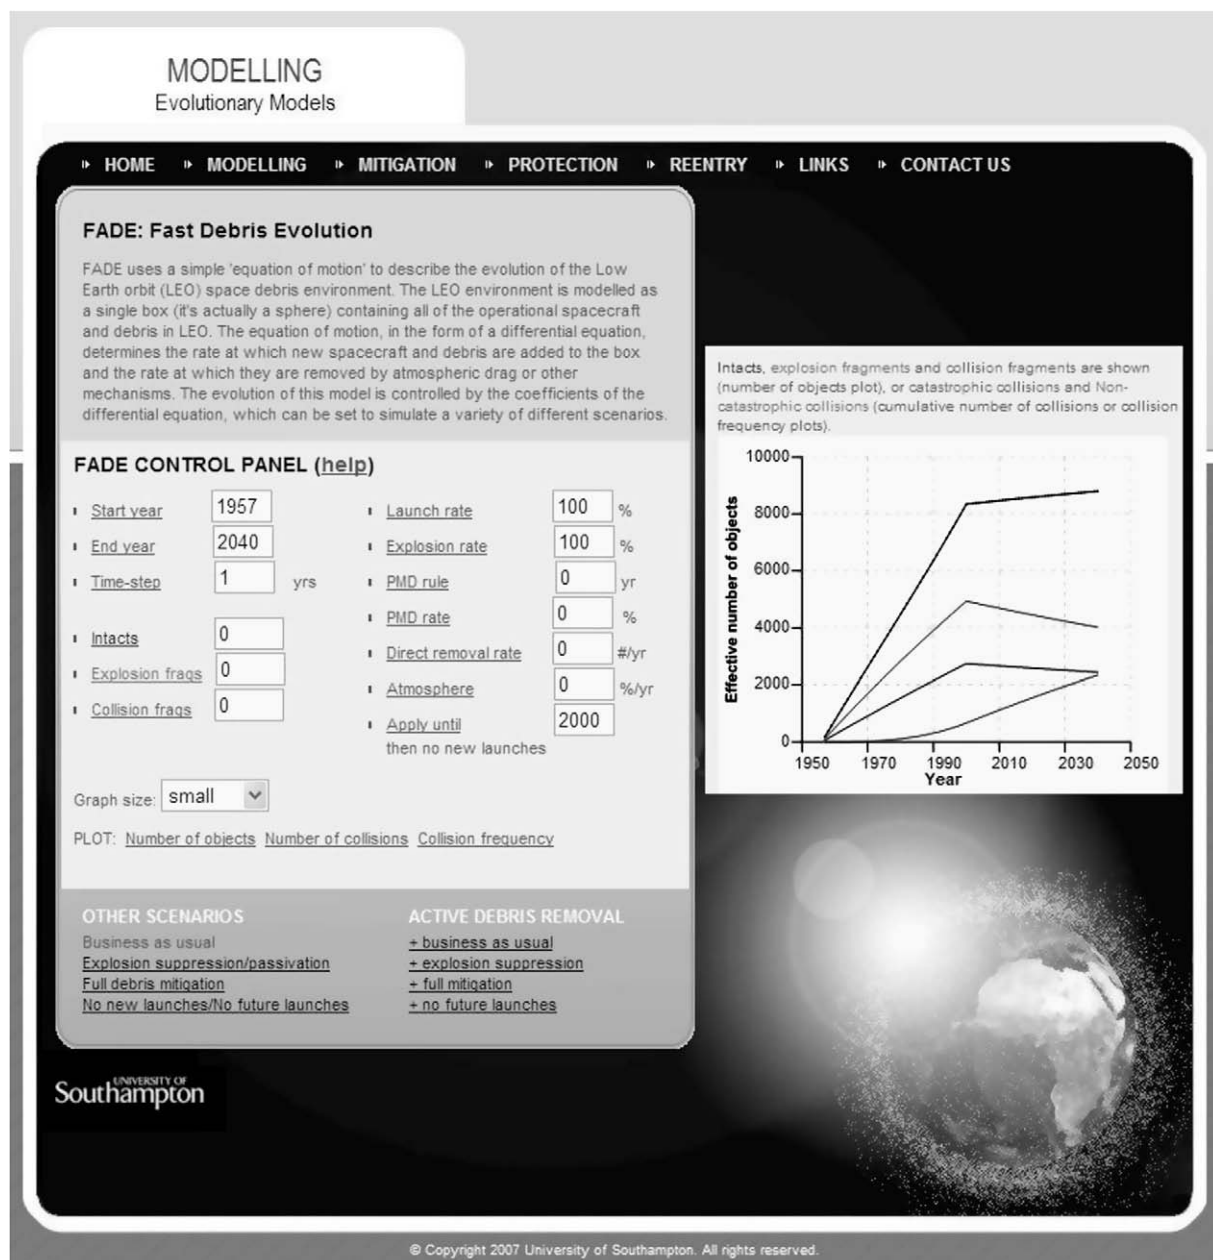 MODELLING
Evolutionary Models
HOME MODELLING MITIGATION PROTECTION REENTRY LINKS CONTACT US
FADE: Fast Debris Evolution
FADE uses a simple 'equation of motion' to describe the evolution of the Low
Earth orbit (LEO) space debris environment. The LEO environment is modelled as
a single box (it's actually a sphere) containing all of the operational spacecraft
and debris in LEO. The equation of motion, in the form of a differential equation,
determines the rate at which new spacecraft and debris are added to the box
and the rate at which they are removed by atmospheric drag or other
mechanisms. The evolution of this model is controlled by the coefficients of the
differential equation, which can be set to simulate a variety of different scenarios.
FADE CONTROL PANEL (help)
Start year 1957
End year 2040
Time-step 1 yrs
Intacts 0
Explosion frags 0
Collision frags 0
Launch rate 100 %
Explosion rate 100 %
PMD rule 0 yr
PMD rate 0 %
Direct removal rate 0 #/yr
Atmosphere 0 %/yr
Apply until 2000
then no new launches
Graph size: small
PLOT: Number of objects Number of collisions Collision frequency
OTHER SCENARIOS
Business as usual
Explosion suppression/passivation
Full debris mitigation
No new launches/No future launches
ACTIVE DEBRIS REMOVAL
+ business as usual
+ explosion suppression
+ full mitigation
+ no future launches
Intacts, explosion fragments and collision fragments are shown
(number of objects plot), or catastrophic collisions and Non-
catastrophic collisions (cumulative number of collisions or collision
frequency plots).
Effective number of objects
10000
8000
6000
4000
2000
0
1950 1970 1990 2010 2030 2050
Year
UNIVERSITY OF
Southampton
© Copyright 2007 University of Southampton. All rights reserved.